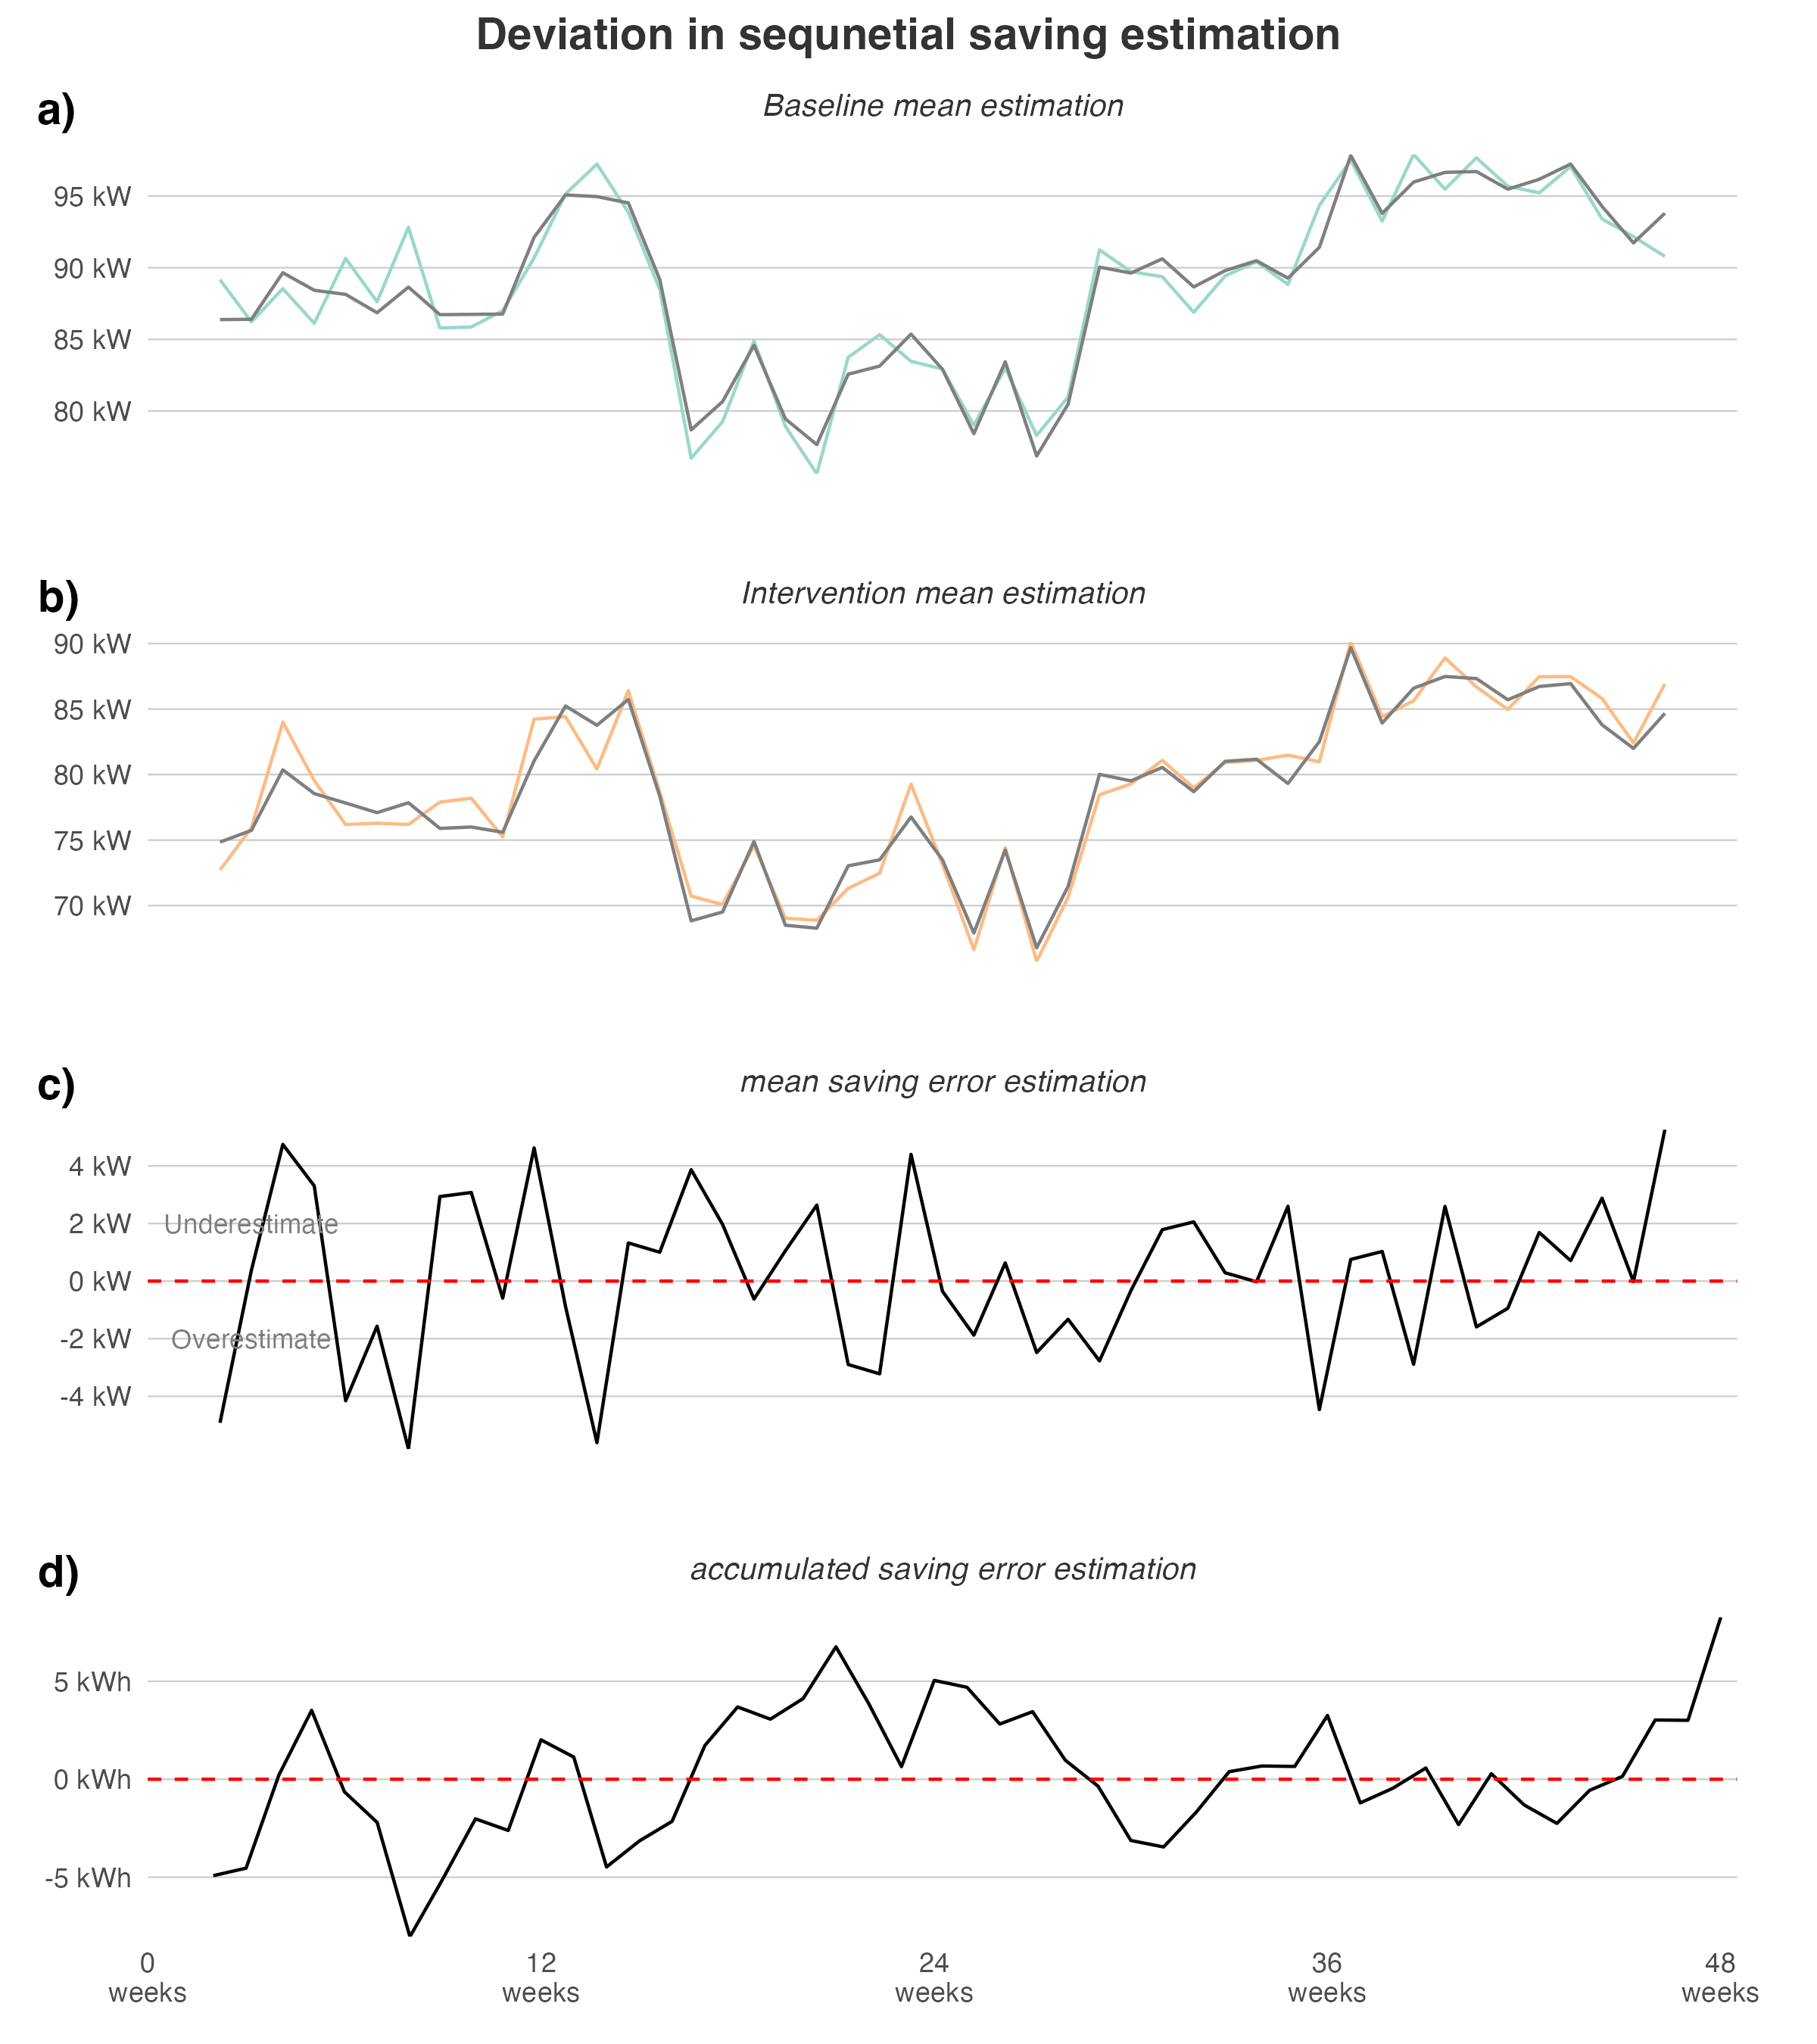 Deviation in sequnetial saving estimation
a)
Baseline mean estimation
95 kW
90 kW
85 kW
80 kW
b)
Intervention mean estimation
90 kW
85 kW
80 kW
75 kW
70 kW
c)
mean saving error estimation
4 kW
2 kW
Underestimate
0 kW
-2 kW
Overestimate
-4 kW
d)
accumulated saving error estimation
5 kWh
0 kWh
-5 kWh
0 12 24 36 48
weeks weeks weeks weeks weeks